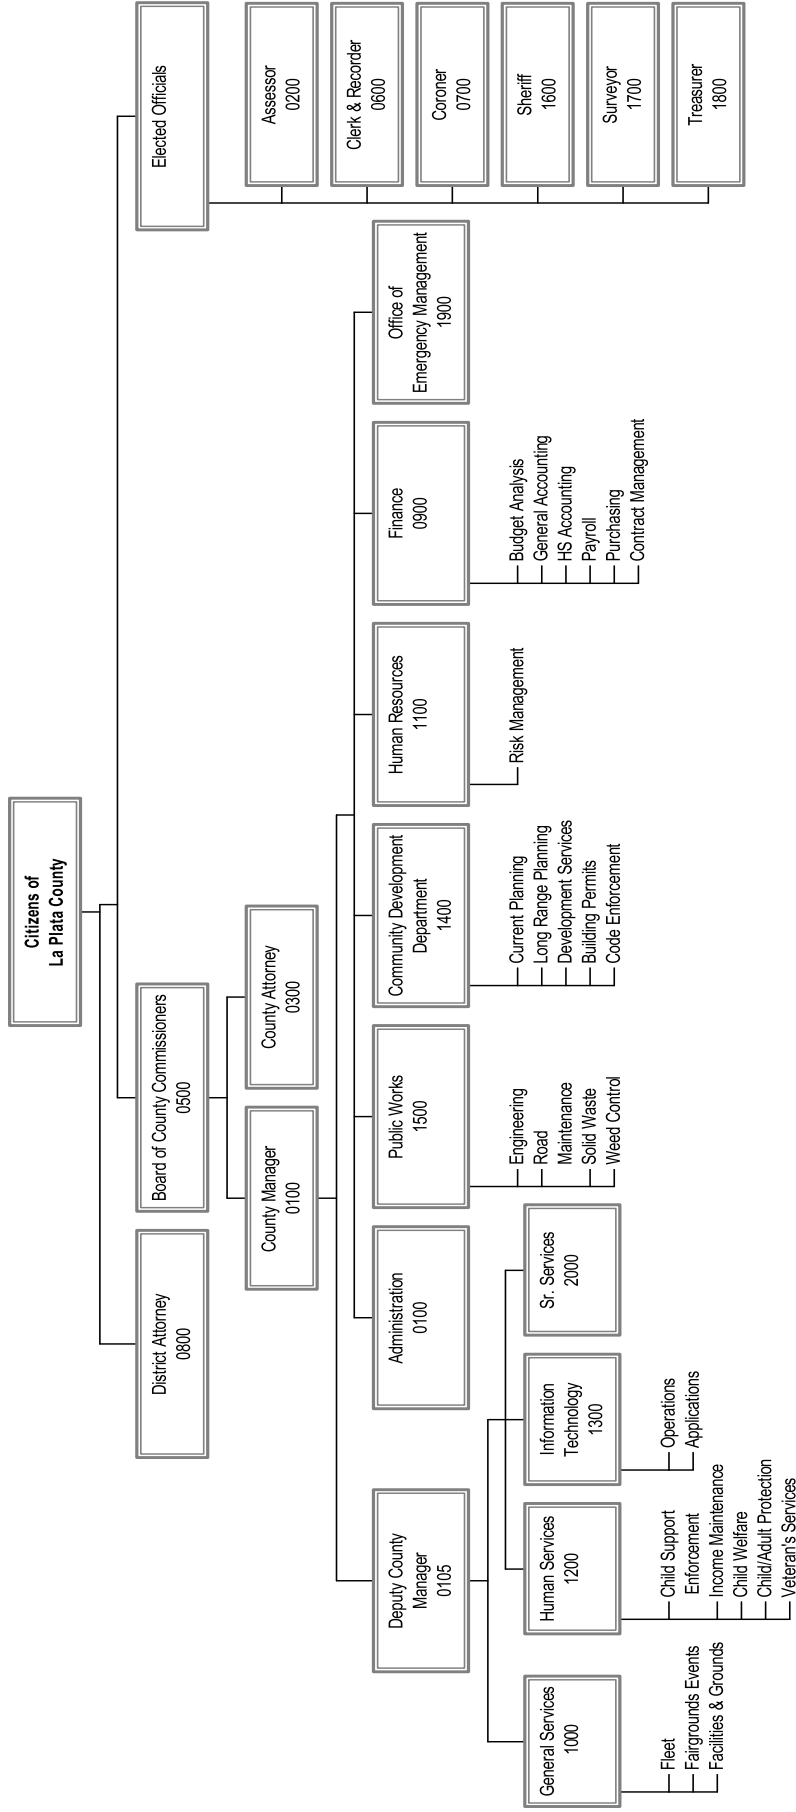 Citizens of
La Plata County
District Attorney
0800
Board of County Commissioners
0500
Elected Officials
County Manager
0100
County Attorney
0300
Assessor
0200
Clerk & Recorder
0600
Coroner
0700
Sheriff
1600
Surveyor
1700
Treasurer
1800
Deputy County
Manager
0105
Administration
0100
Public Works
1500
Engineering
Road
Maintenance
Solid Waste
Weed Control
Community Development
Department
1400
Current Planning
Long Range Planning
Development Services
Building Permits
Code Enforcement
Human Resources
1100
Risk Management
Finance
0900
Budget Analysis
General Accounting
HS Accounting
Payroll
Purchasing
Contract Management
Office of
Emergency Management
1900
General Services
1000
Fleet
Fairgrounds Events
Facilities & Grounds
Human Services
1200
Child Support
Enforcement
Income Maintenance
Child Welfare
Child/Adult Protection
Veteran's Services
Information
Technology
1300
Operations
Applications
Sr. Services
2000